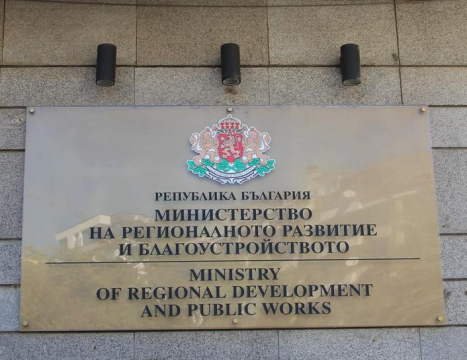 РЕПУБЛИКА БЪЛГАРИЯ
МИНИСТЕРСТВО
НА РЕГИОНАЛНОТО РАЗВИТИЕ
И БЛАГОУСТРОЙСТВОТО
MINISTRY
OF REGIONAL DEVELOPMENT
AND PUBLIC WORKS